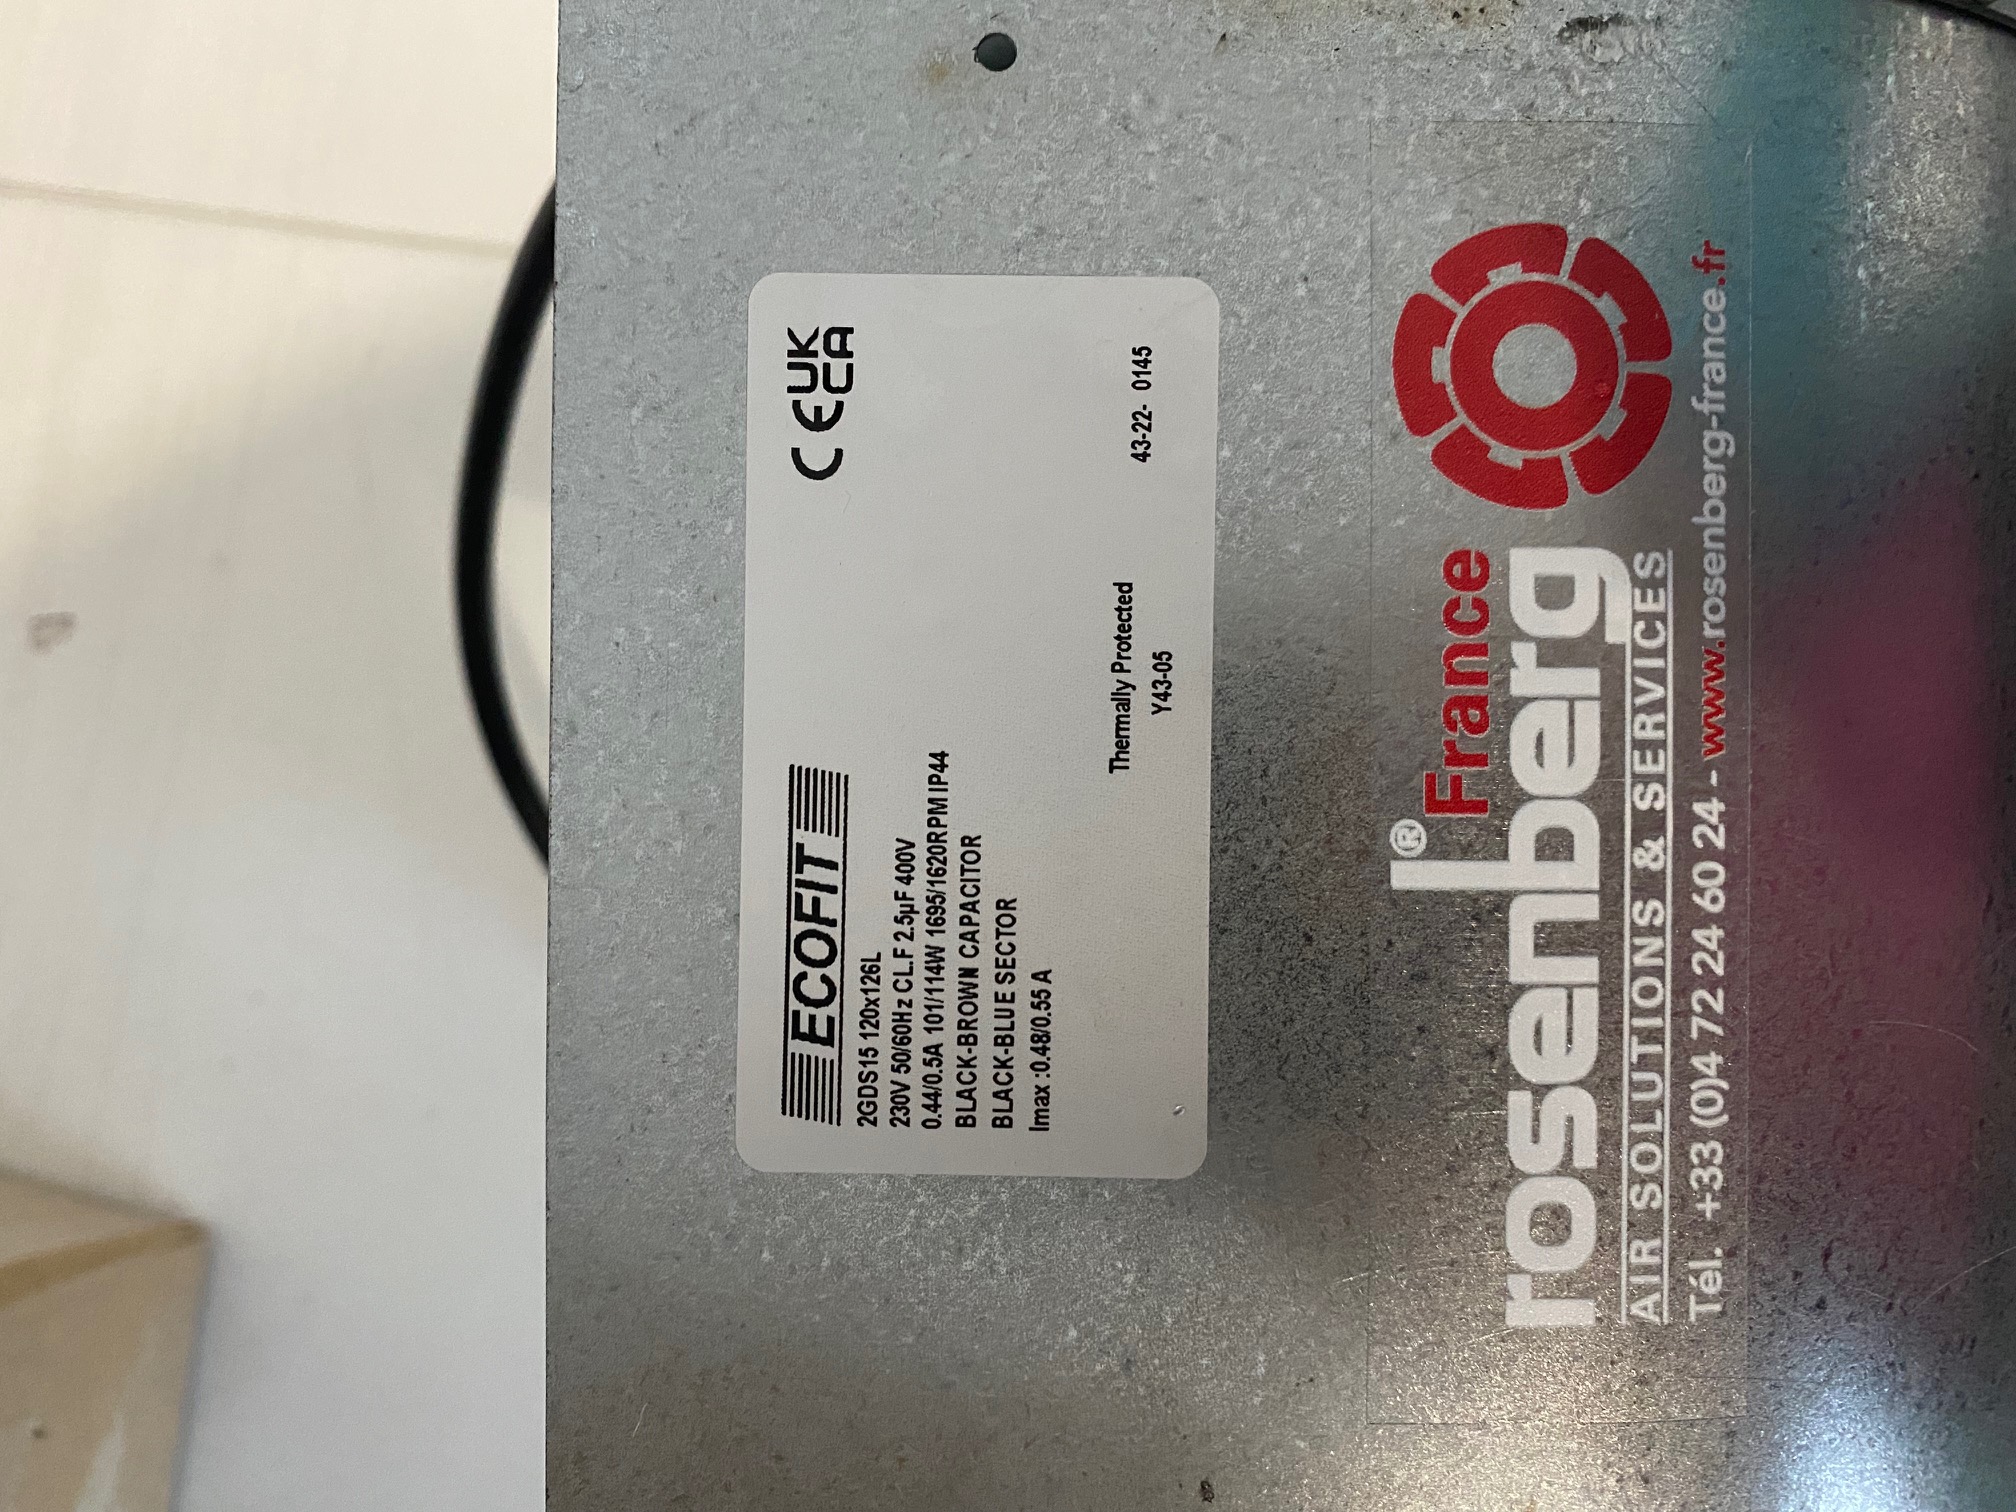 ECOFIT
CE UK CA
2GDS15 120x126L
230V 50/60Hz CL.F 2.5µF 400V
0.44/0.5A 101/114W 1695/1620RPM IP44
BLACK-BROWN CAPACITOR
BLACK-BLUE SECTOR
Imax :0.48/0.55 A
Thermally Protected
43-22- 0145
Y43-05
France
rosenberg®
AIR SOLUTIONS & SERVICES
Tél. +33 (0)4 72 24 60 24 - www.rosenberg-france.fr